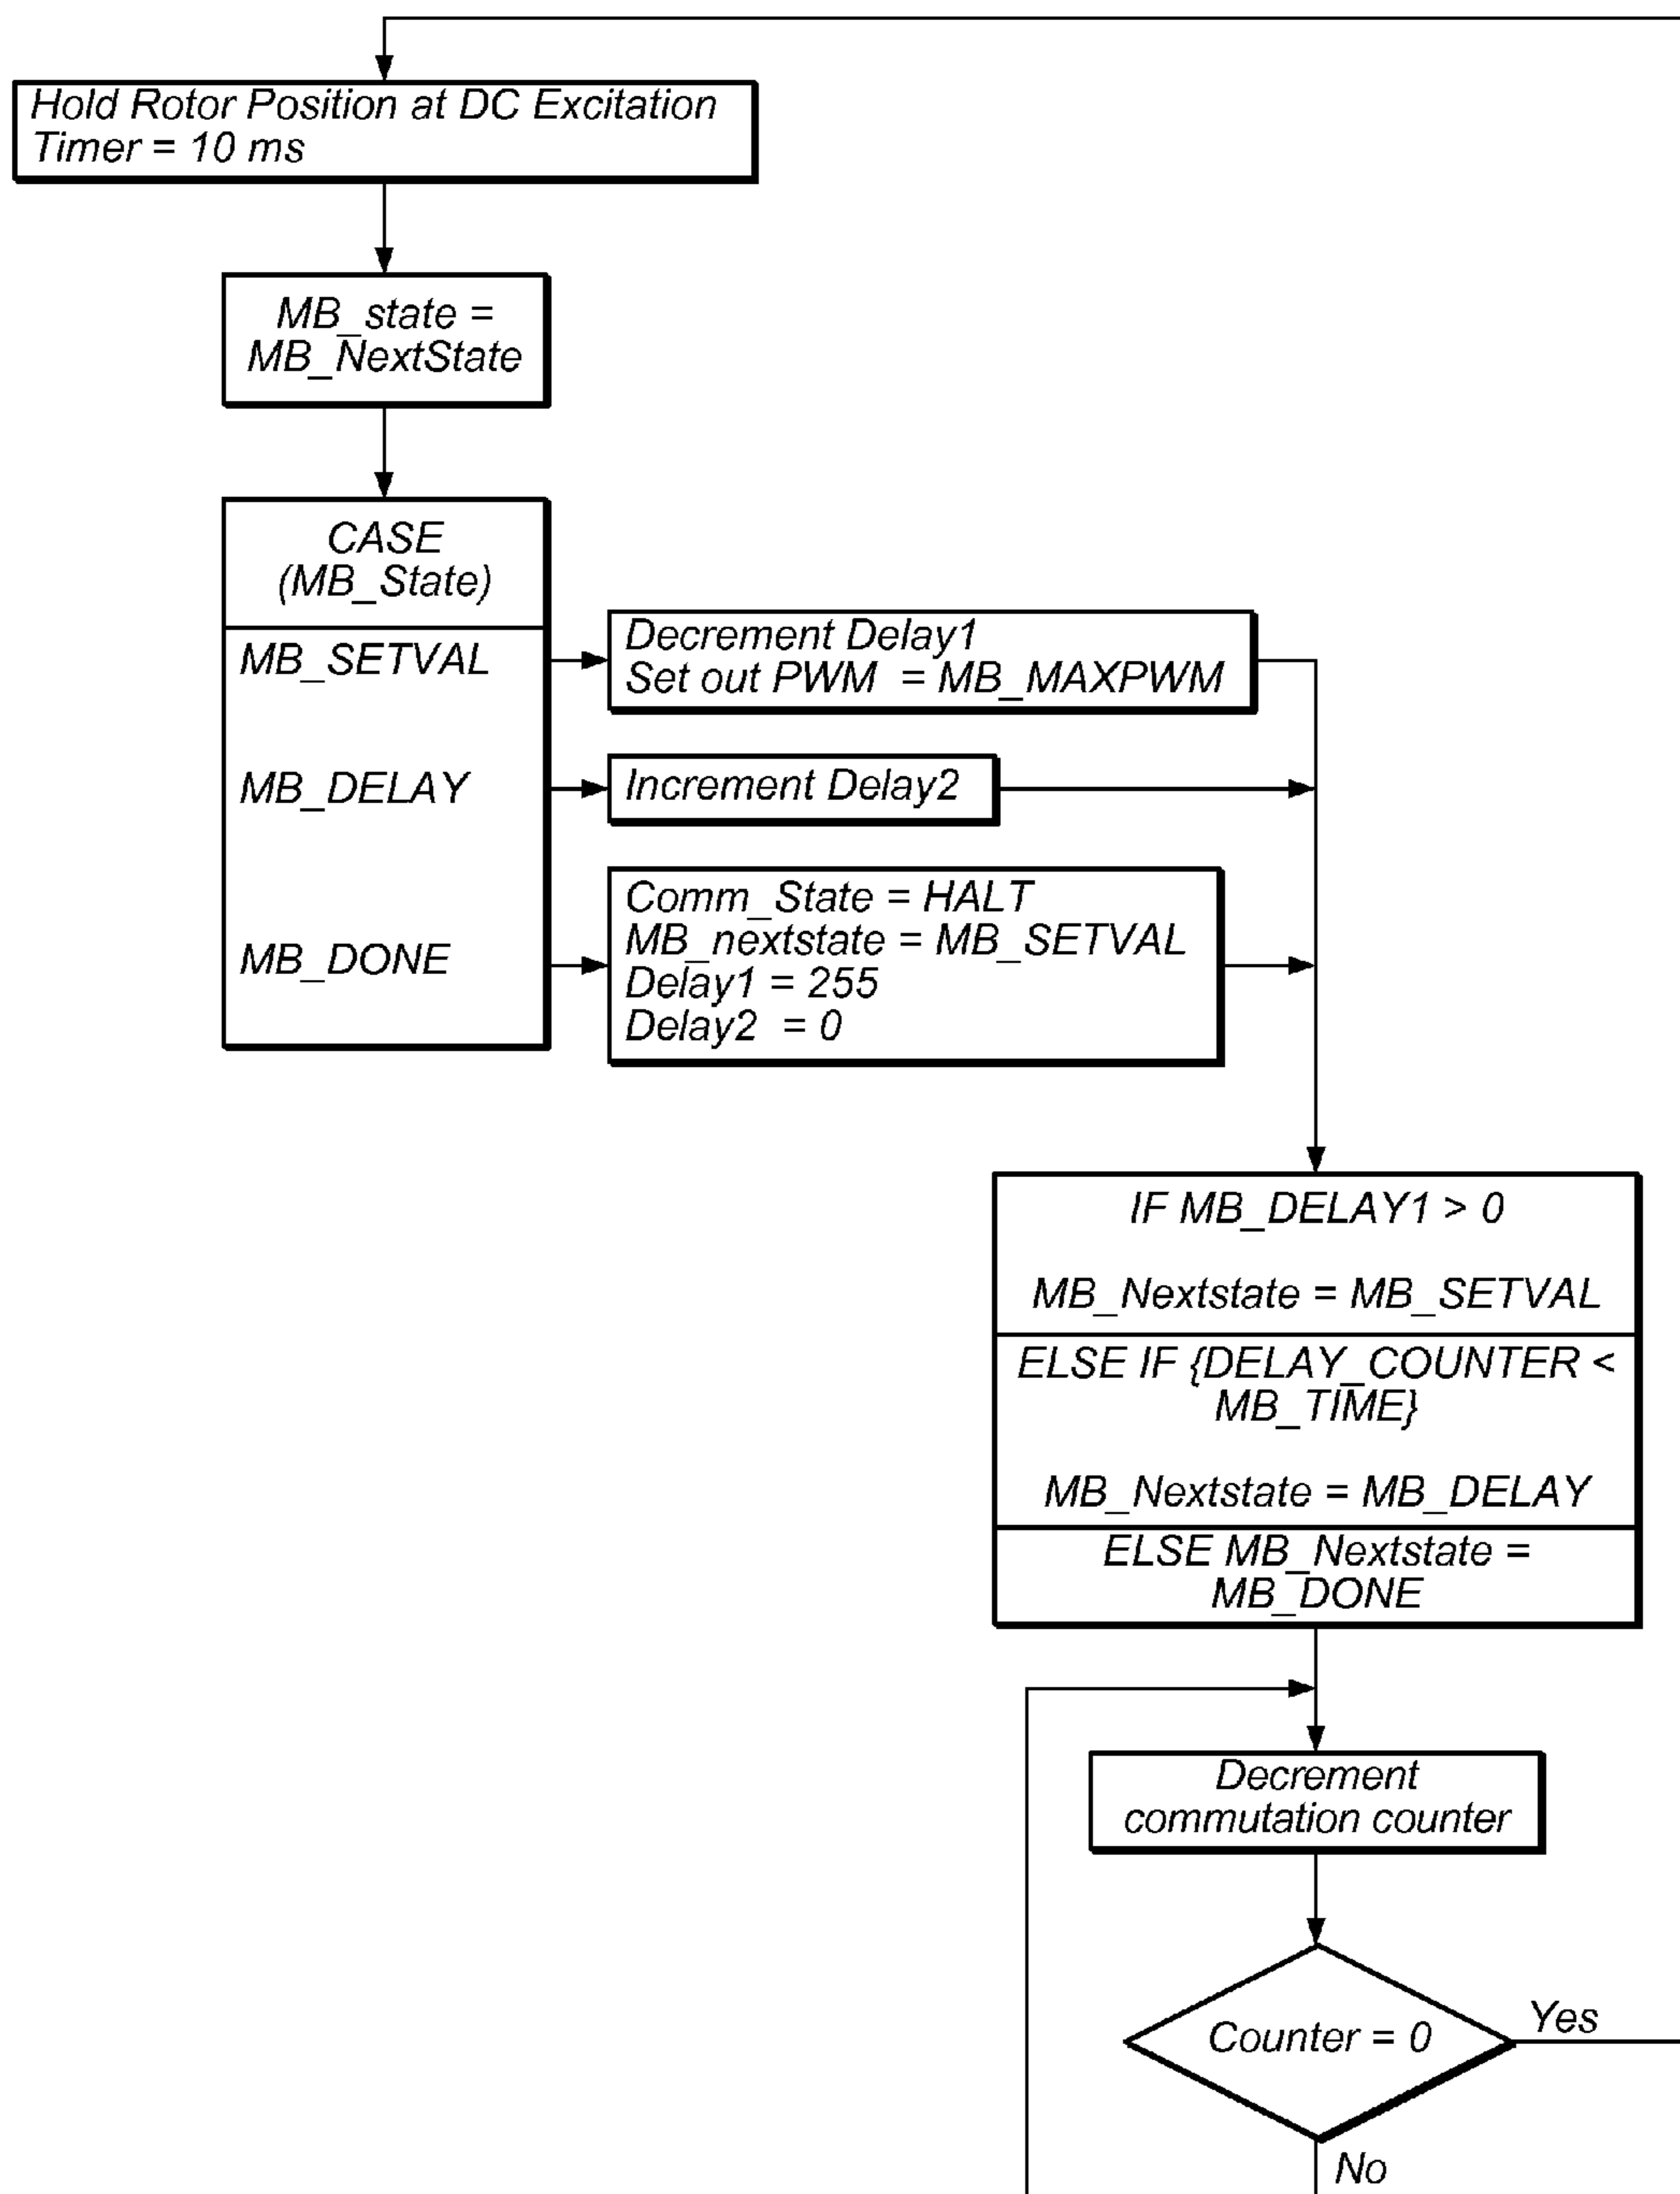 Hold Rotor Position at DC Excitation
Timer = 10 ms
MB_state =
MB_NextState
CASE
(MB_State)
MB_SETVAL
Decrement Delay1
Set out PWM = MB_MAXPWM
MB_DELAY
Increment Delay2
MB_DONE
Comm_State = HALT
MB_nextstate = MB_SETVAL
Delay1 = 255
Delay2 = 0
IF MB_DELAY1 > 0
MB_Nextstate = MB_SETVAL
ELSE IF {DELAY_COUNTER <
MB_TIME}
MB_Nextstate = MB_DELAY
ELSE MB_Nextstate =
MB_DONE
Decrement
commutation counter
Counter = 0
Yes
No